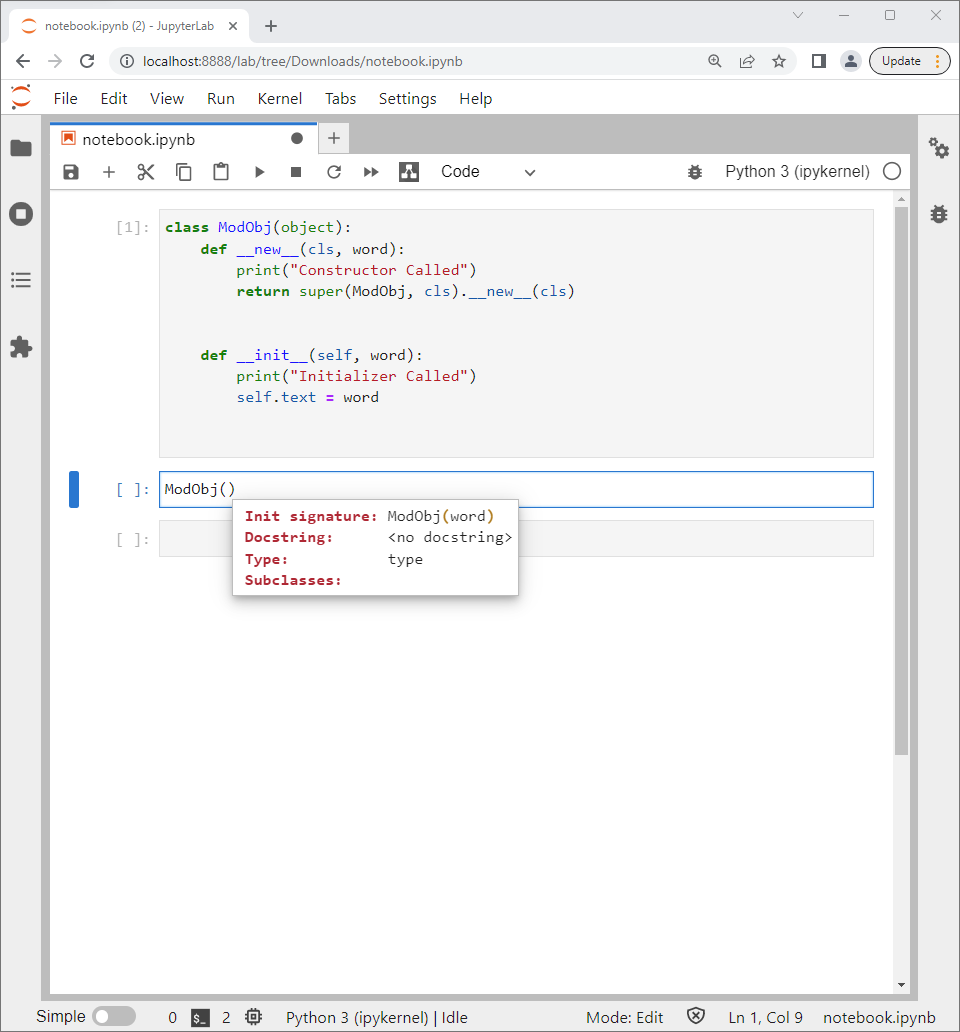 notebook.ipynb (2) - JupyterLab
localhost:8888/lab/tree/Downloads/notebook.ipynb
Update
File Edit View Run Kernel Tabs Settings Help
notebook.ipynb
Code
Python 3 (ipykernel)
[1]:
class ModObj(object):
    def __new__(cls, word):
        print("Constructor Called")
        return super(ModObj, cls).__new__(cls)
    def __init__(self, word):
        print("Initializer Called")
        self.text = word
[ ]:
ModObj()
Init signature: ModObj(word)
Docstring:      <no docstring>
Type:           type
Subclasses:
[ ]:
Simple 0 $_ 2 Python 3 (ipykernel) | Idle Mode: Edit Ln 1, Col 9 notebook.ipynb